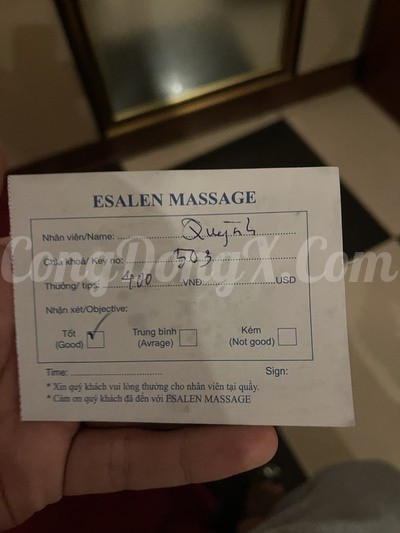 ESALEN MASSAGE
Nhân viên/Name: Quỳnh
Chìa khoá/ Key no: 503
CongDongX.Com
Thưởng/ tips: 400 VNĐ USD
Nhận xét/Objective:
Tốt Trung bình Kém
(Good) (Avrage) (Not good)
Time: Sign:
* Xin quý khách vui lòng thưởng cho nhân viên tại quầy.
* Cảm ơn quý khách đã đến với ESALEN MASSAGE